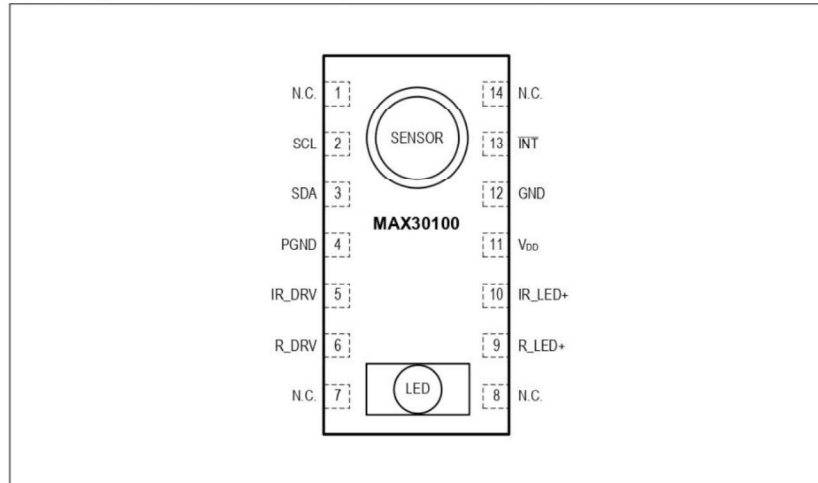 N.C. 1 14 N.C.
SENSOR
SCL 2 13 INT
SDA 3 12 GND
MAX30100
PGND 4 11 VDD
IR_DRV 5 10 IR_LED+
R_DRV 6 9 R_LED+
LED
N.C. 7 8 N.C.